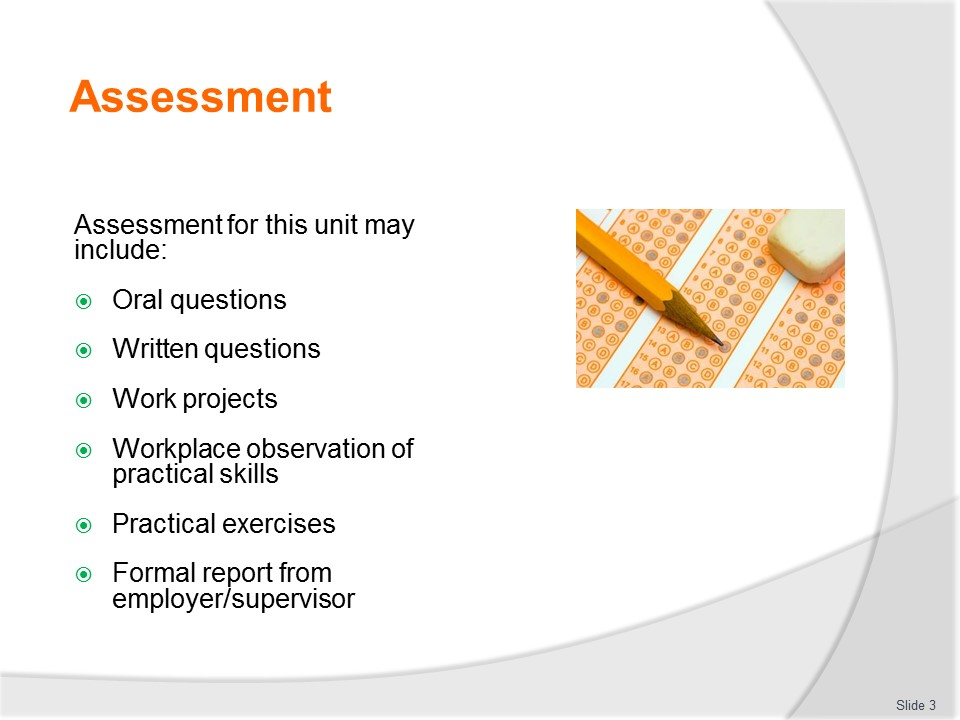 Assessment
Assessment for this unit may
include:
Oral questions
Written questions
Work projects
Workplace observation of
practical skills
Practical exercises
Formal report from
employer/supervisor
Slide 3